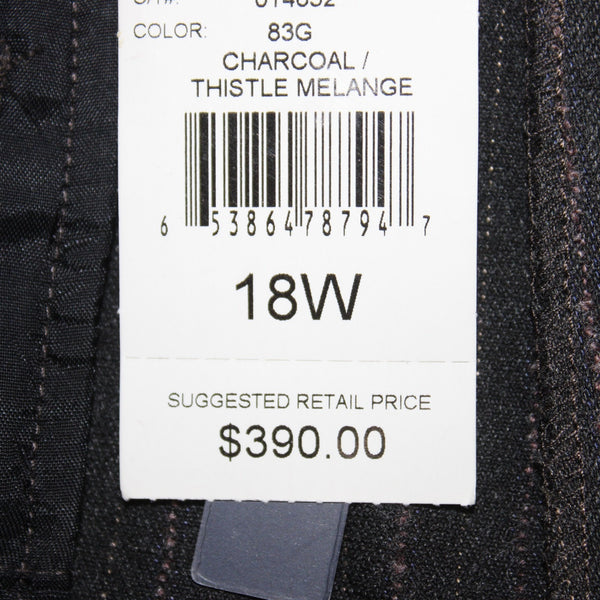 COLOR: 83G
CHARCOAL /
THISTLE MELANGE
6 53864 78794 7
18W
SUGGESTED RETAIL PRICE
$390.00